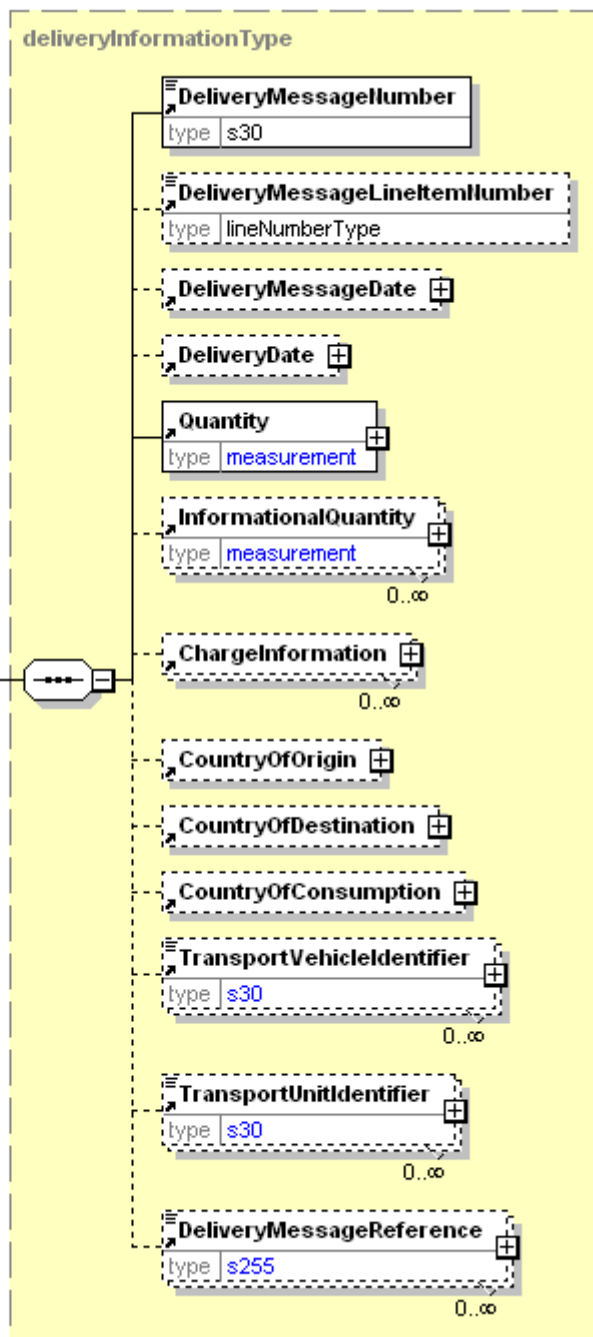 deliveryInformationType
DeliveryMessageNumber
type s30
DeliveryMessageLineItemNumber
type lineNumberType
DeliveryMessageDate
DeliveryDate
Quantity
type measurement
InformationalQuantity
type measurement
0..∞
ChargeInformation
0..∞
CountryOfOrigin
CountryOfDestination
CountryOfConsumption
TransportVehicleIdentifier
type s30
0..∞
TransportUnitIdentifier
type s30
0..∞
DeliveryMessageReference
type s255
0..∞